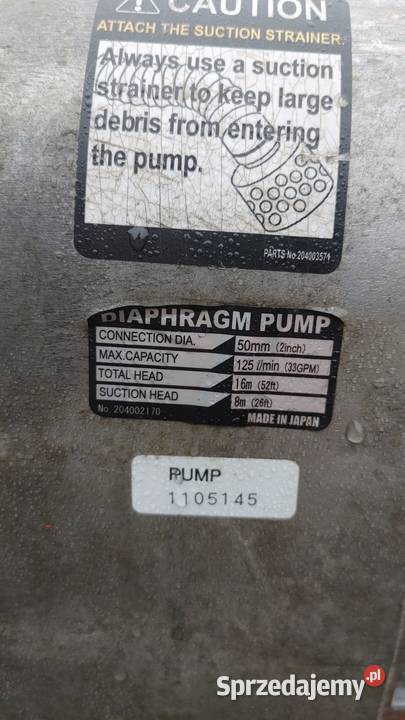 CAUTION
ATTACH THE SUCTION STRAINER.
Always use a suction
strainer to keep large
debris from entering
the pump.
PARTS No.204003571
DIAPHRAGM PUMP
CONNECTION DIA. 50mm (2inch)
MAX.CAPACITY 125 l/min (33GPM)
TOTAL HEAD 16m (52ft)
SUCTION HEAD 8m (26ft)
No. 204002170 MADE IN JAPAN
PUMP
1105145
Sprzedajemy.pl